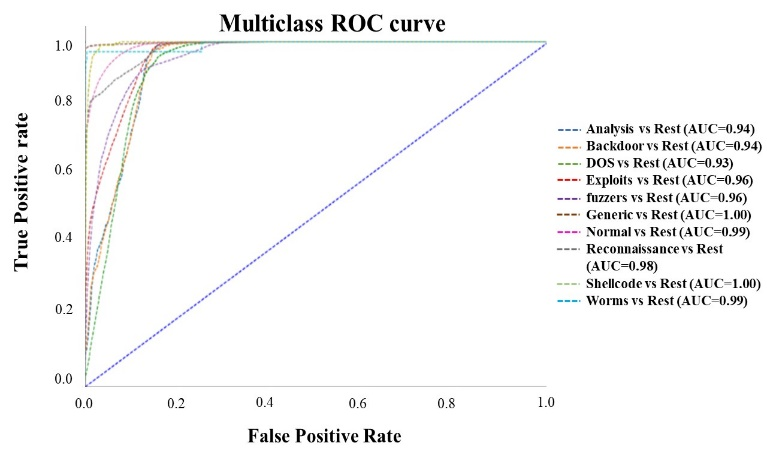 Multiclass ROC curve
True Positive rate
1.0
0.8
0.6
0.4
0.2
0.0
0.0
0.2
0.4
0.6
0.8
1.0
False Positive Rate
Analysis vs Rest (AUC=0.94)
Backdoor vs Rest (AUC=0.94)
DOS vs Rest (AUC=0.93)
Exploits vs Rest (AUC=0.96)
fuzzers vs Rest (AUC=0.96)
Generic vs Rest (AUC=1.00)
Normal vs Rest (AUC=0.99)
Reconnaissance vs Rest
(AUC=0.98)
Shellcode vs Rest (AUC=1.00)
Worms vs Rest (AUC=0.99)